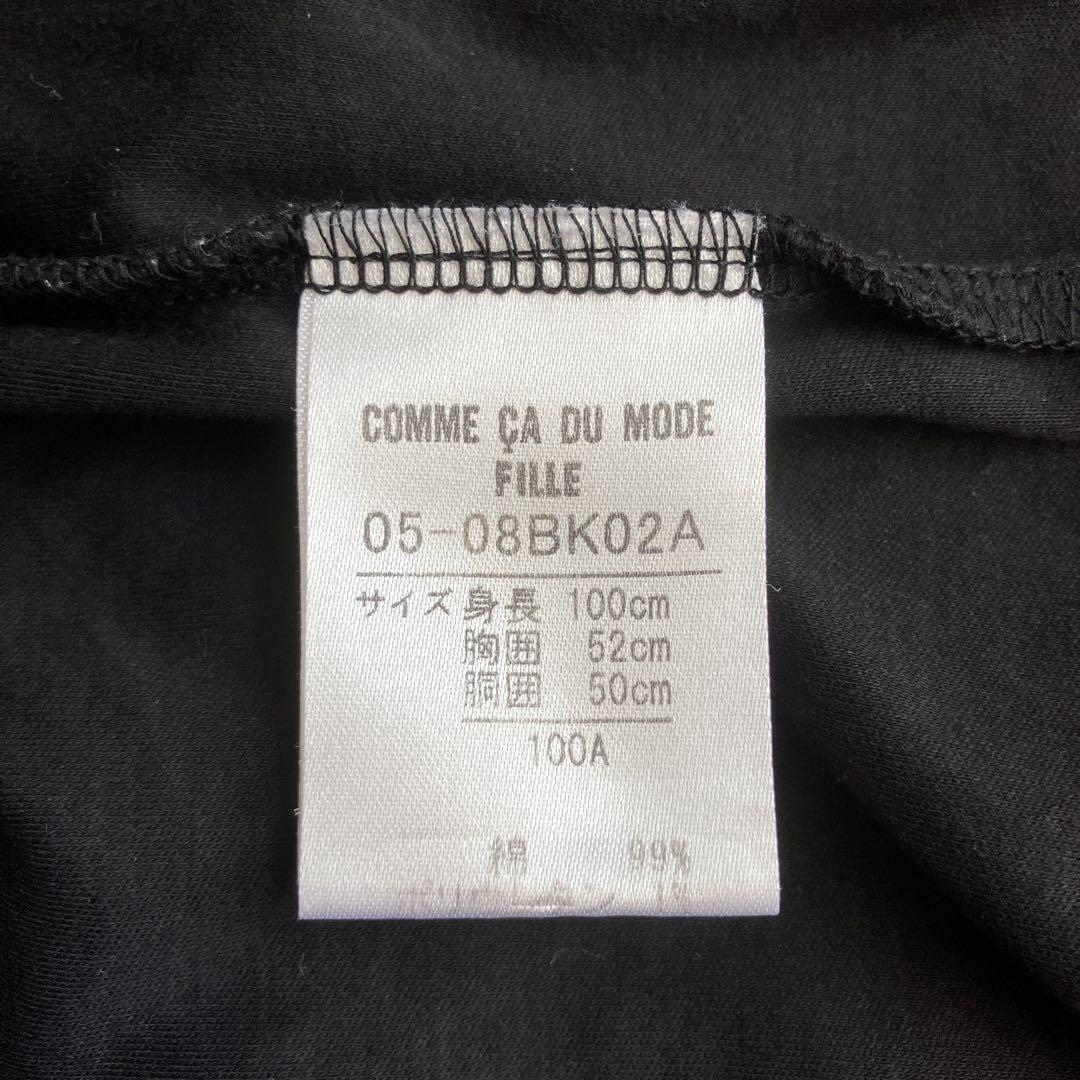 COMME ÇA DU MODE
FILLE
05-08BK02A
サイズ 身長 100cm
胸囲 52cm
胴囲 50cm
100A
綿 99%